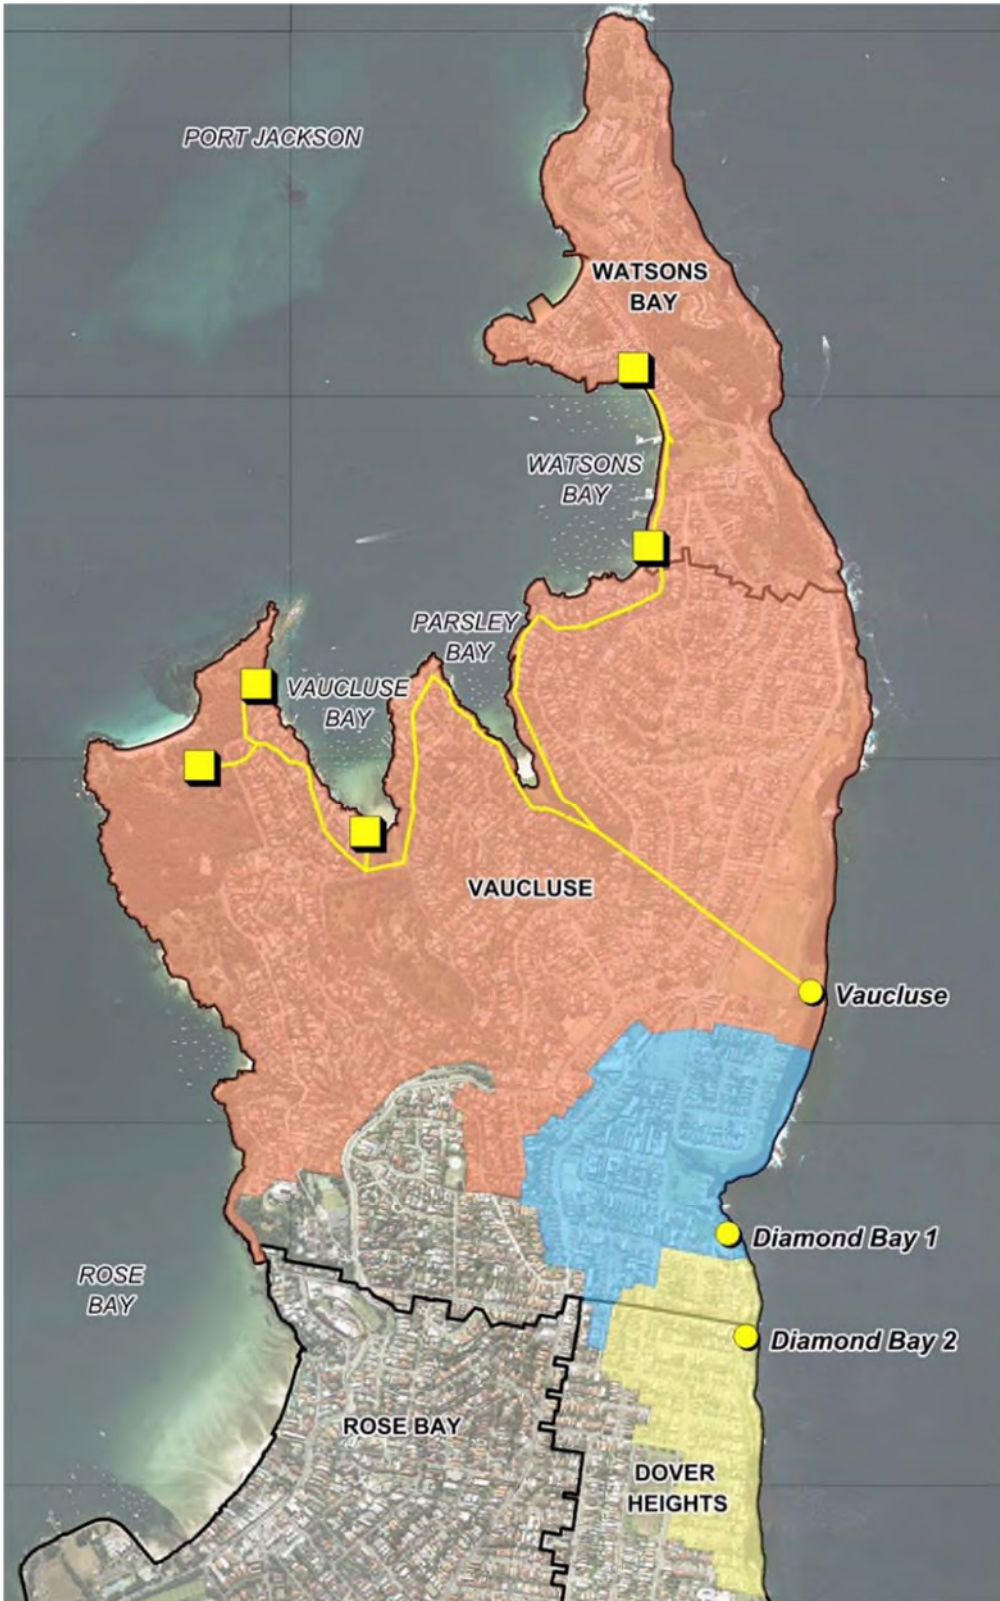 PORT JACKSON
WATSONS
BAY
WATSONS
BAY
PARSLEY
BAY
VAUCLUSE
BAY
VAUCLUSE
Vaucluse
Diamond Bay 1
ROSE
BAY
Diamond Bay 2
ROSE BAY
DOVER
HEIGHTS